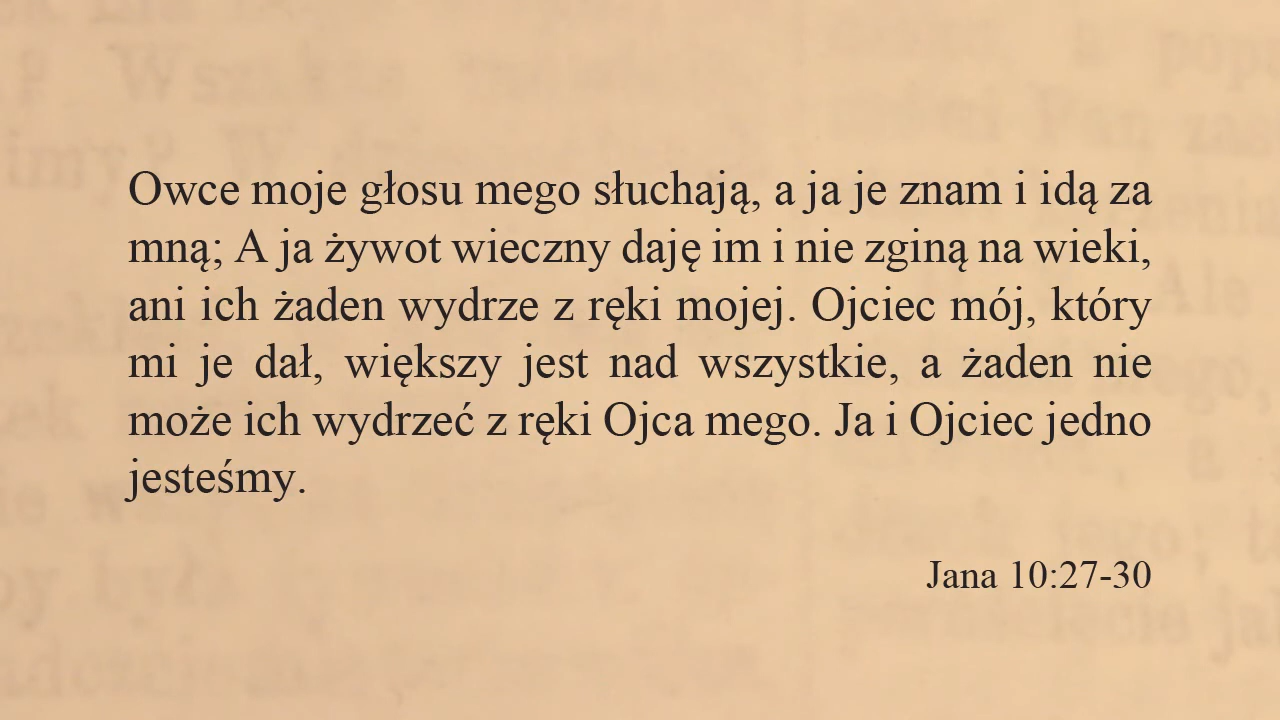 Owce moje głosu mego słuchają, a ja je znam i idą za
mną; A ja żywot wieczny daję im i nie zginą na wieki,
ani ich żaden wydrze z ręki mojej. Ojciec mój, który
mi je dał, większy jest nad wszystkie, a żaden nie
może ich wydrzeć z ręki Ojca mego. Ja i Ojciec jedno
jesteśmy.
Jana 10:27-30